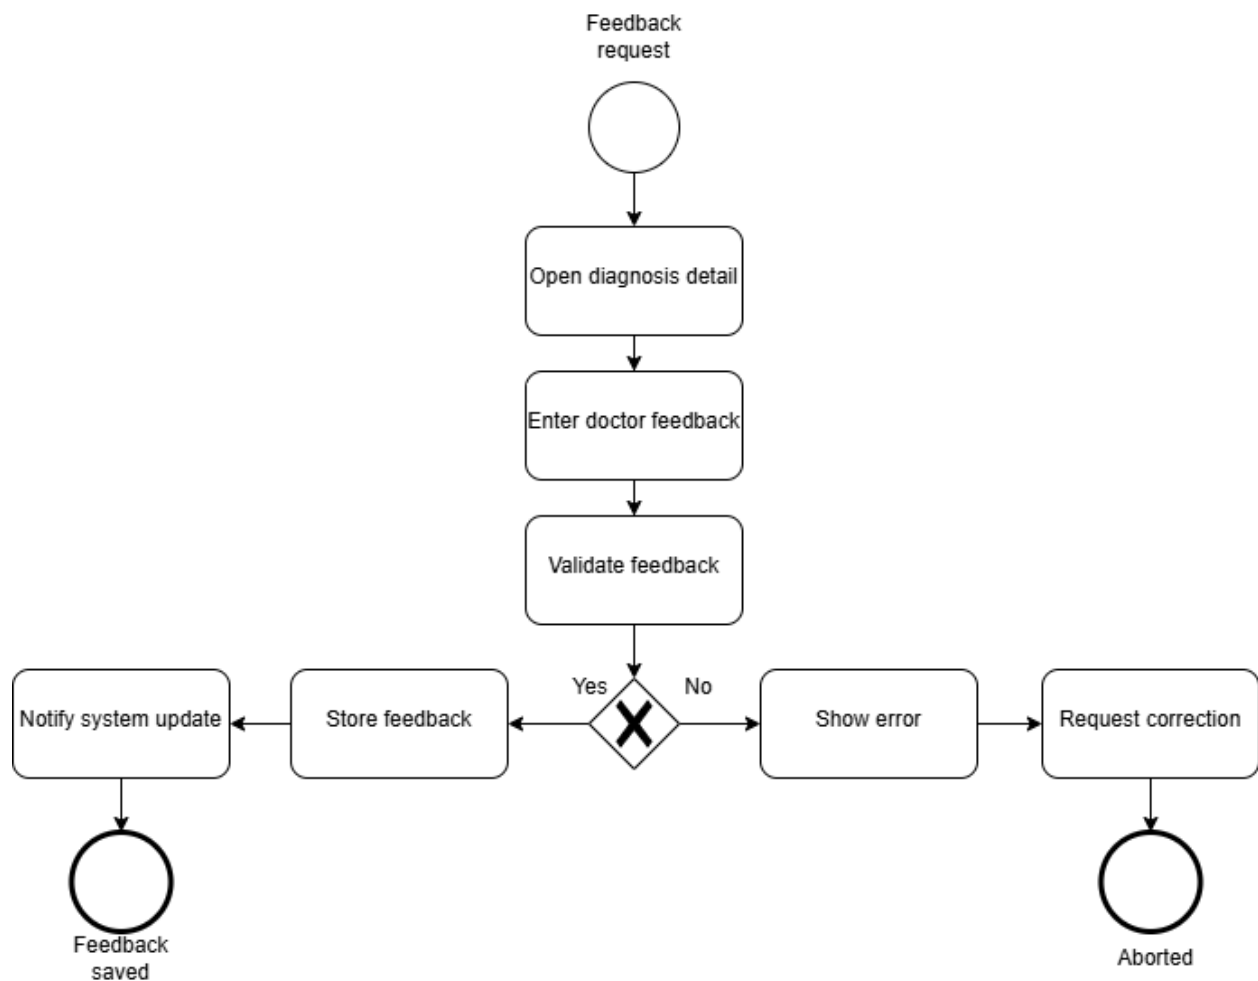 Feedback
request
Open diagnosis detail
Enter doctor feedback
Validate feedback
Yes
No
Notify system update
Store feedback
Show error
Request correction
Feedback
saved
Aborted